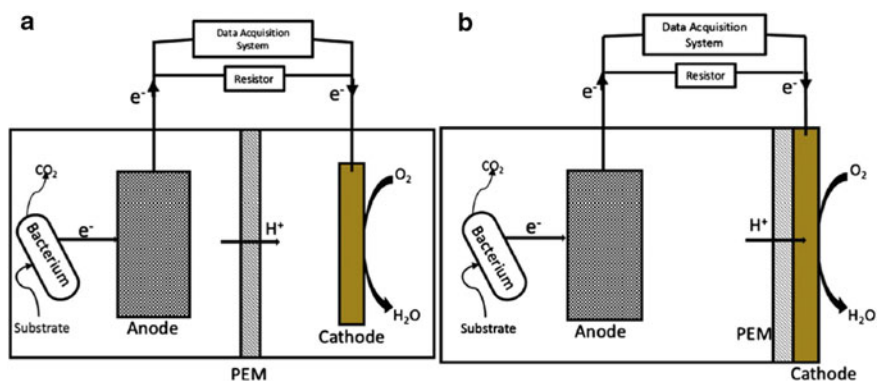 a
Data Acquisition
System
Resistor
e-
e-
CO2
Bacterium
e-
Substrate
Anode
H+
PEM
O2
H2O
Cathode
b
Data Acquisition
System
Resistor
e-
e-
CO2
Bacterium
e-
Substrate
Anode
H+
PEM
O2
H2O
Cathode